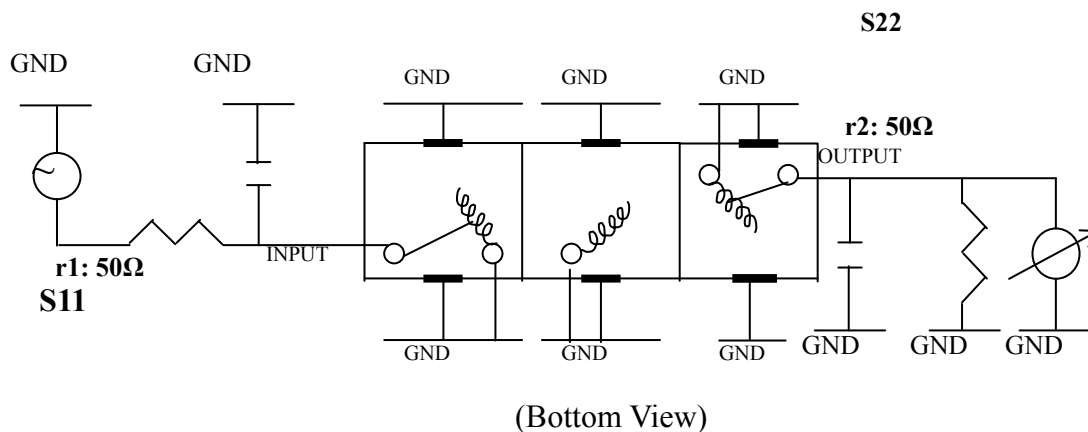 S22
GND
GND
GND
GND
GND
r2: 50Ω
OUTPUT
INPUT
r1: 50Ω
S11
GND
GND
GND
GND
GND
GND
(Bottom View)